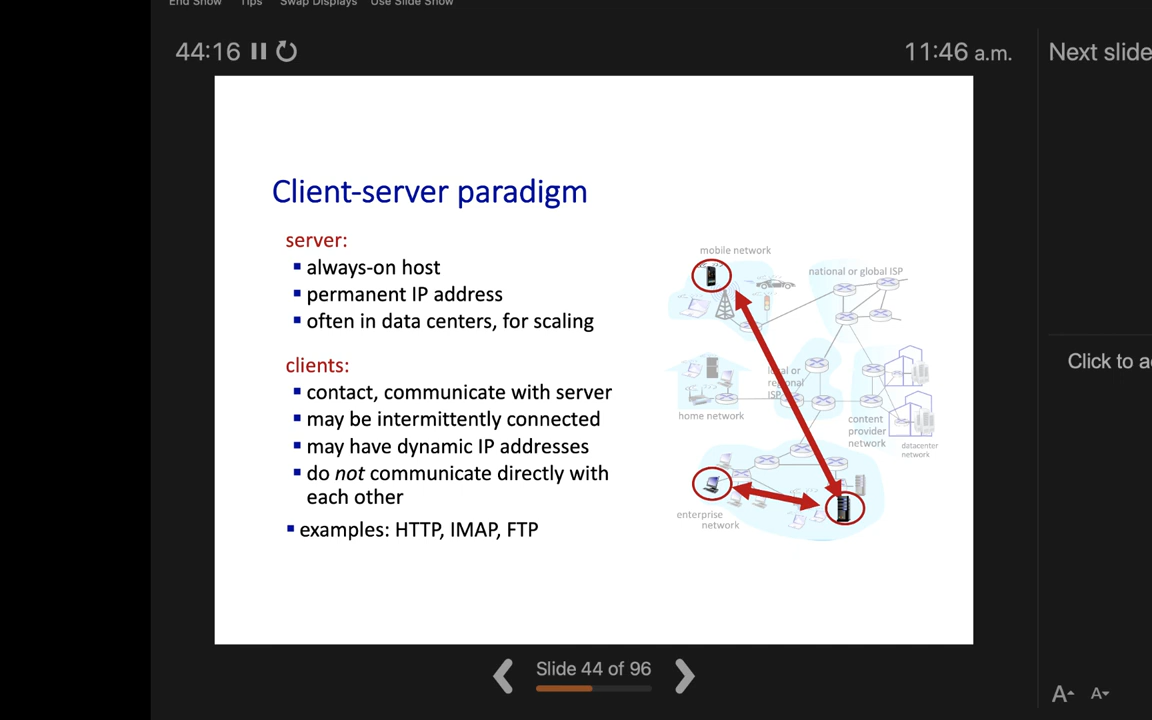 End Show Tips Swap Displays Use Slide Show
44:16
11:46 a.m.
Next slide
Client-server paradigm
server:
▪ always-on host
▪ permanent IP address
▪ often in data centers, for scaling
clients:
▪ contact, communicate with server
▪ may be intermittently connected
▪ may have dynamic IP addresses
▪ do not communicate directly with
each other
▪ examples: HTTP, IMAP, FTP
mobile network
national or global ISP
local or
regional
ISP
home network
content
provider
network
datacenter
network
enterprise
network
Click to a
Slide 44 of 96
A A